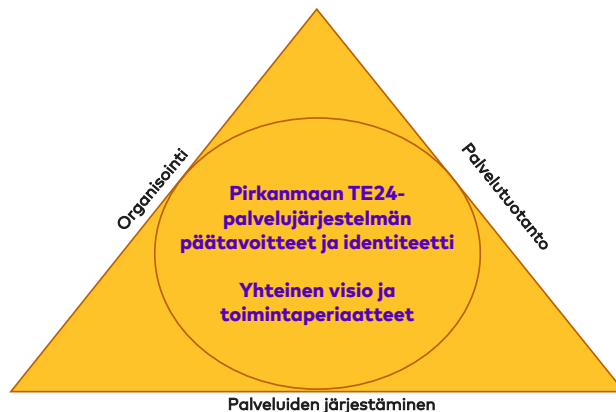 Organisointi
Palvelutuotanto
Pirkanmaan TE24-
palvelujärjestelmän
päätavoitteet ja identiteetti
Yhteinen visio ja
toimintaperiaatteet
Palveluiden järjestäminen